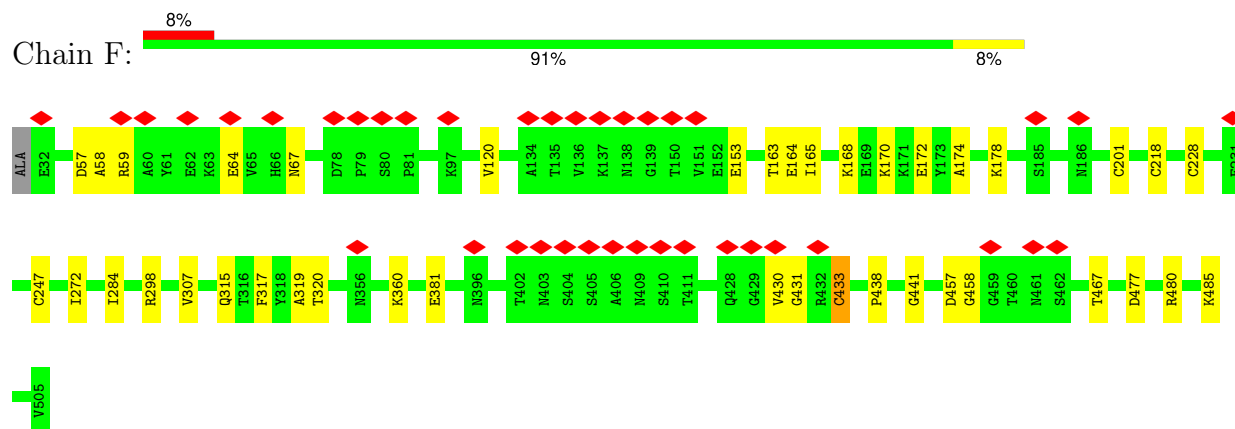 8%
Chain F:
91% 8%
ALA E32 D57 A58 R59 A60 Y61 E62 K63 E64 V65 H66 N67 D78 P79 S80 P81 K97 V120 A134 T135 V136 K137 N138 G139 T150 V151 E152 E153 T163 E164 I165 K168 E169 K170 K171 E172 Y173 A174 K178 S185 N186 C201 C218 C228
C247 I272 I284 R298 V307 Q315 T316 F317 Y318 A319 T320 N356 K360 E381 N396 T402 N403 S404 S405 A406 N409 S410 T411 Q428 G429 V430 G431 R432 C433 P438 G441 D457 G458 G459 T460 N461 S462 T467 D477 R480 K485
V505